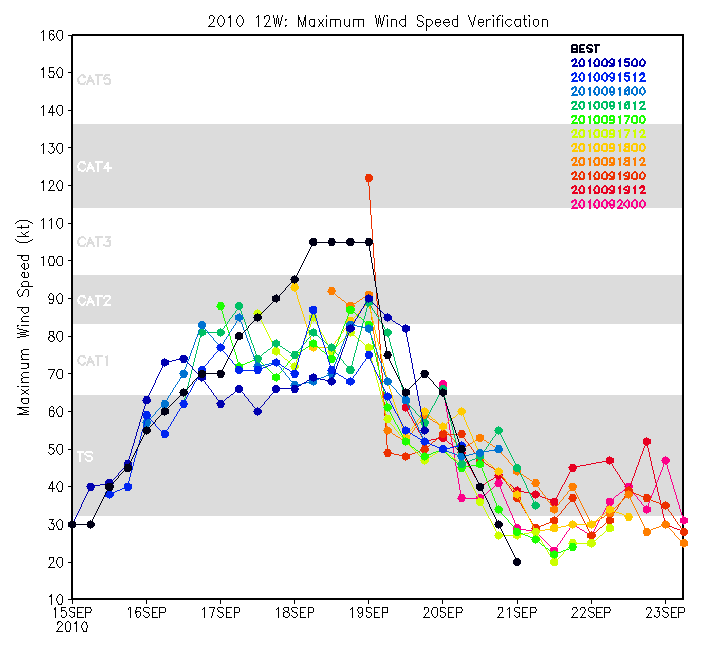 2010 12W: Maximum Wind Speed Verification
Maximum Wind Speed (kt)
160
150
140
130
120
110
100
90
80
70
60
50
40
30
20
10
CAT5
CAT4
CAT3
CAT2
CAT1
TS
BEST
2010091500
2010091512
2010091600
2010091612
2010091700
2010091712
2010091800
2010091812
2010091900
2010091912
2010092000
15SEP 16SEP 17SEP 18SEP 19SEP 20SEP 21SEP 22SEP 23SEP
2010